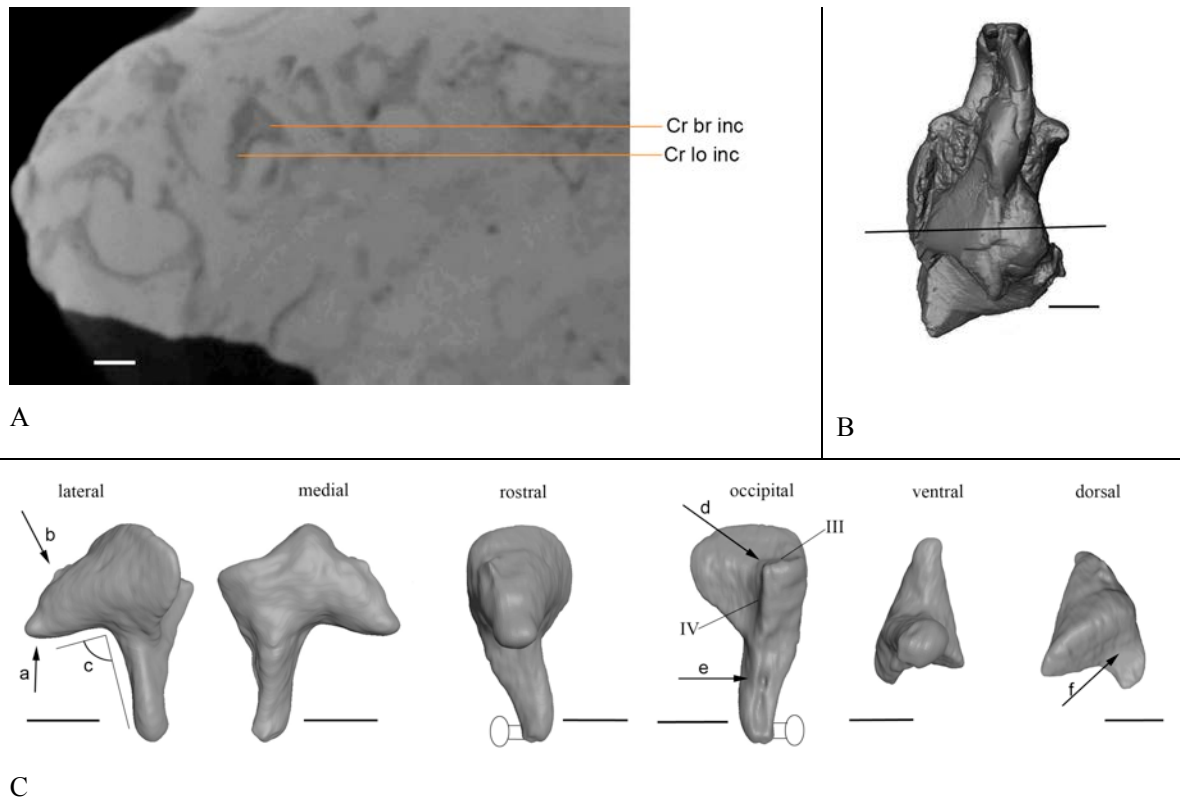 Cr br inc
Cr lo inc
A
B
lateral
medial
rostral
occipital
ventral
dorsal
b
d
III
IV
c
a
e
f
C